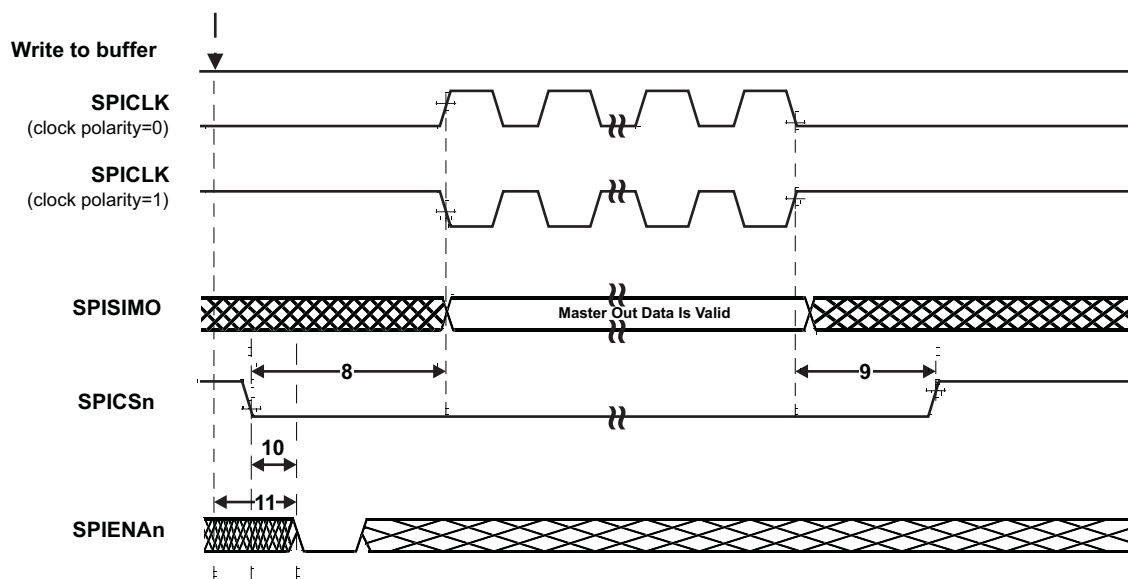 Write to buffer
SPICLK
(clock polarity=0)
SPICLK
(clock polarity=1)
SPISIMO
Master Out Data Is Valid
8
9
SPICSn
10
11
SPIENAn